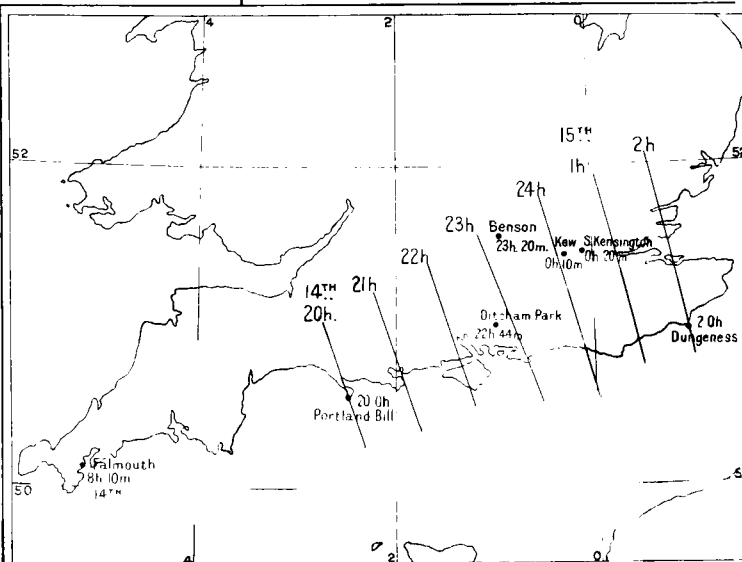 4
2
0
52
52
15TH
1h
2h
24h
Benson
23h. 20m.
Kew
0h 10m
S. Kensington
0h 20m
23h
22h
21h
14TH
20h.
Ditcham Park
22h 44m
2 0h
Dungeness
20 0h
Portland Bill
Falmouth
8h 10m
14TH
50
4
2
0